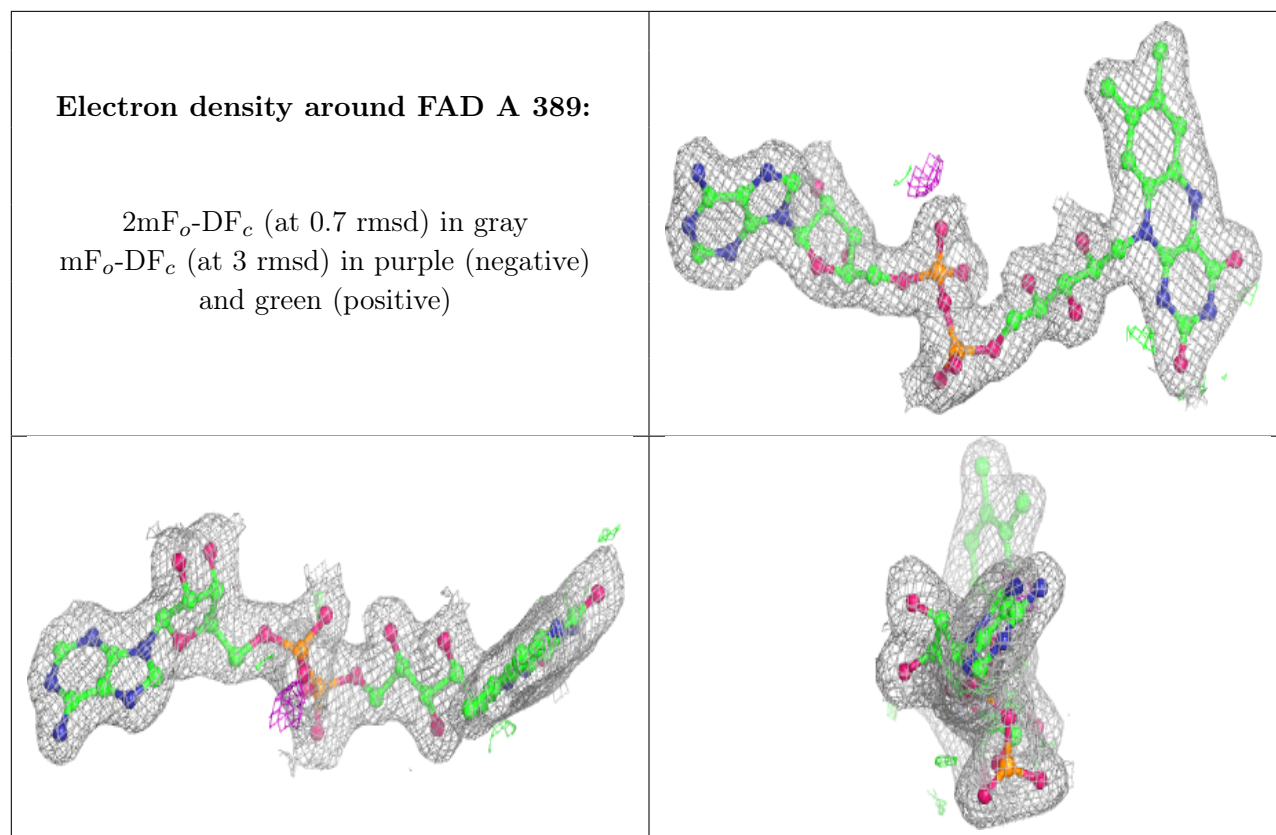 Electron density around FAD A 389:
2mFo-DFc (at 0.7 rmsd) in gray
mFo-DFc (at 3 rmsd) in purple (negative)
and green (positive)